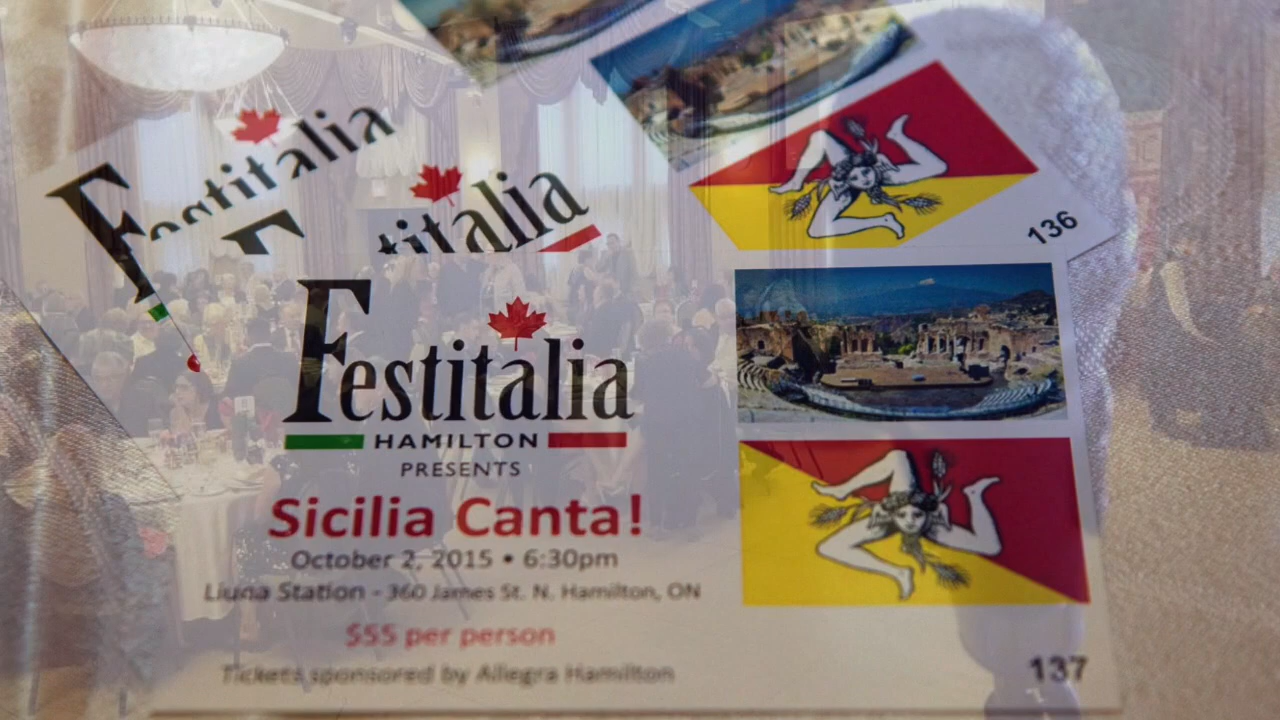 Festitalia
titalia
136
Festitalia
HAMILTON
PRESENTS
Sicilia Canta!
October 2, 2015 • 6:30pm
Liuna Station - 360 James St. N. Hamilton, ON
$55 per person
Tickets sponsored by Allegra Hamilton
137